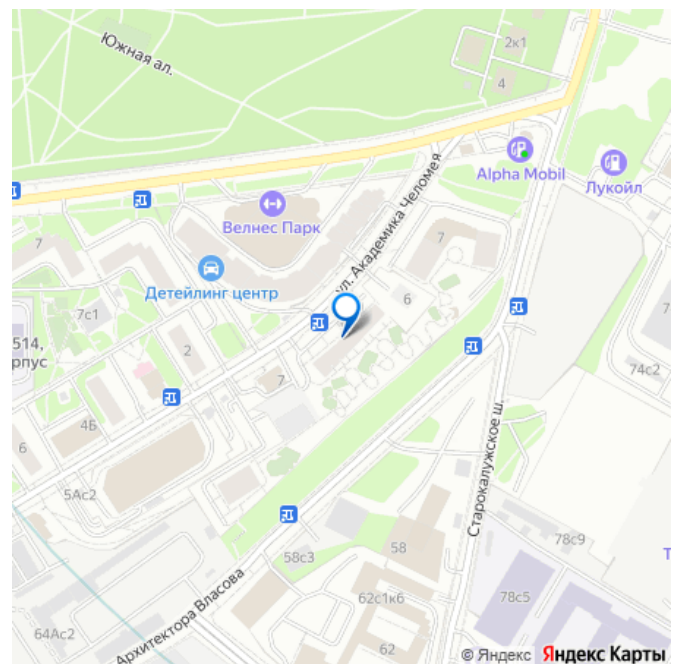 Южная ал.
2к1
4
Alpha Mobil
Лукойл
ул. Академика Челомея
Велнес Парк
7
7
Детейлинг центр
6
7с1
514,
рпус
2
7
74с2
4Б
6
5Ас2
Старокалужское ш.
58с3
58
78с9
78с5
62с1к6
62
64Ас2
Архитектора Власова
© Яндекс Яндекс Карты